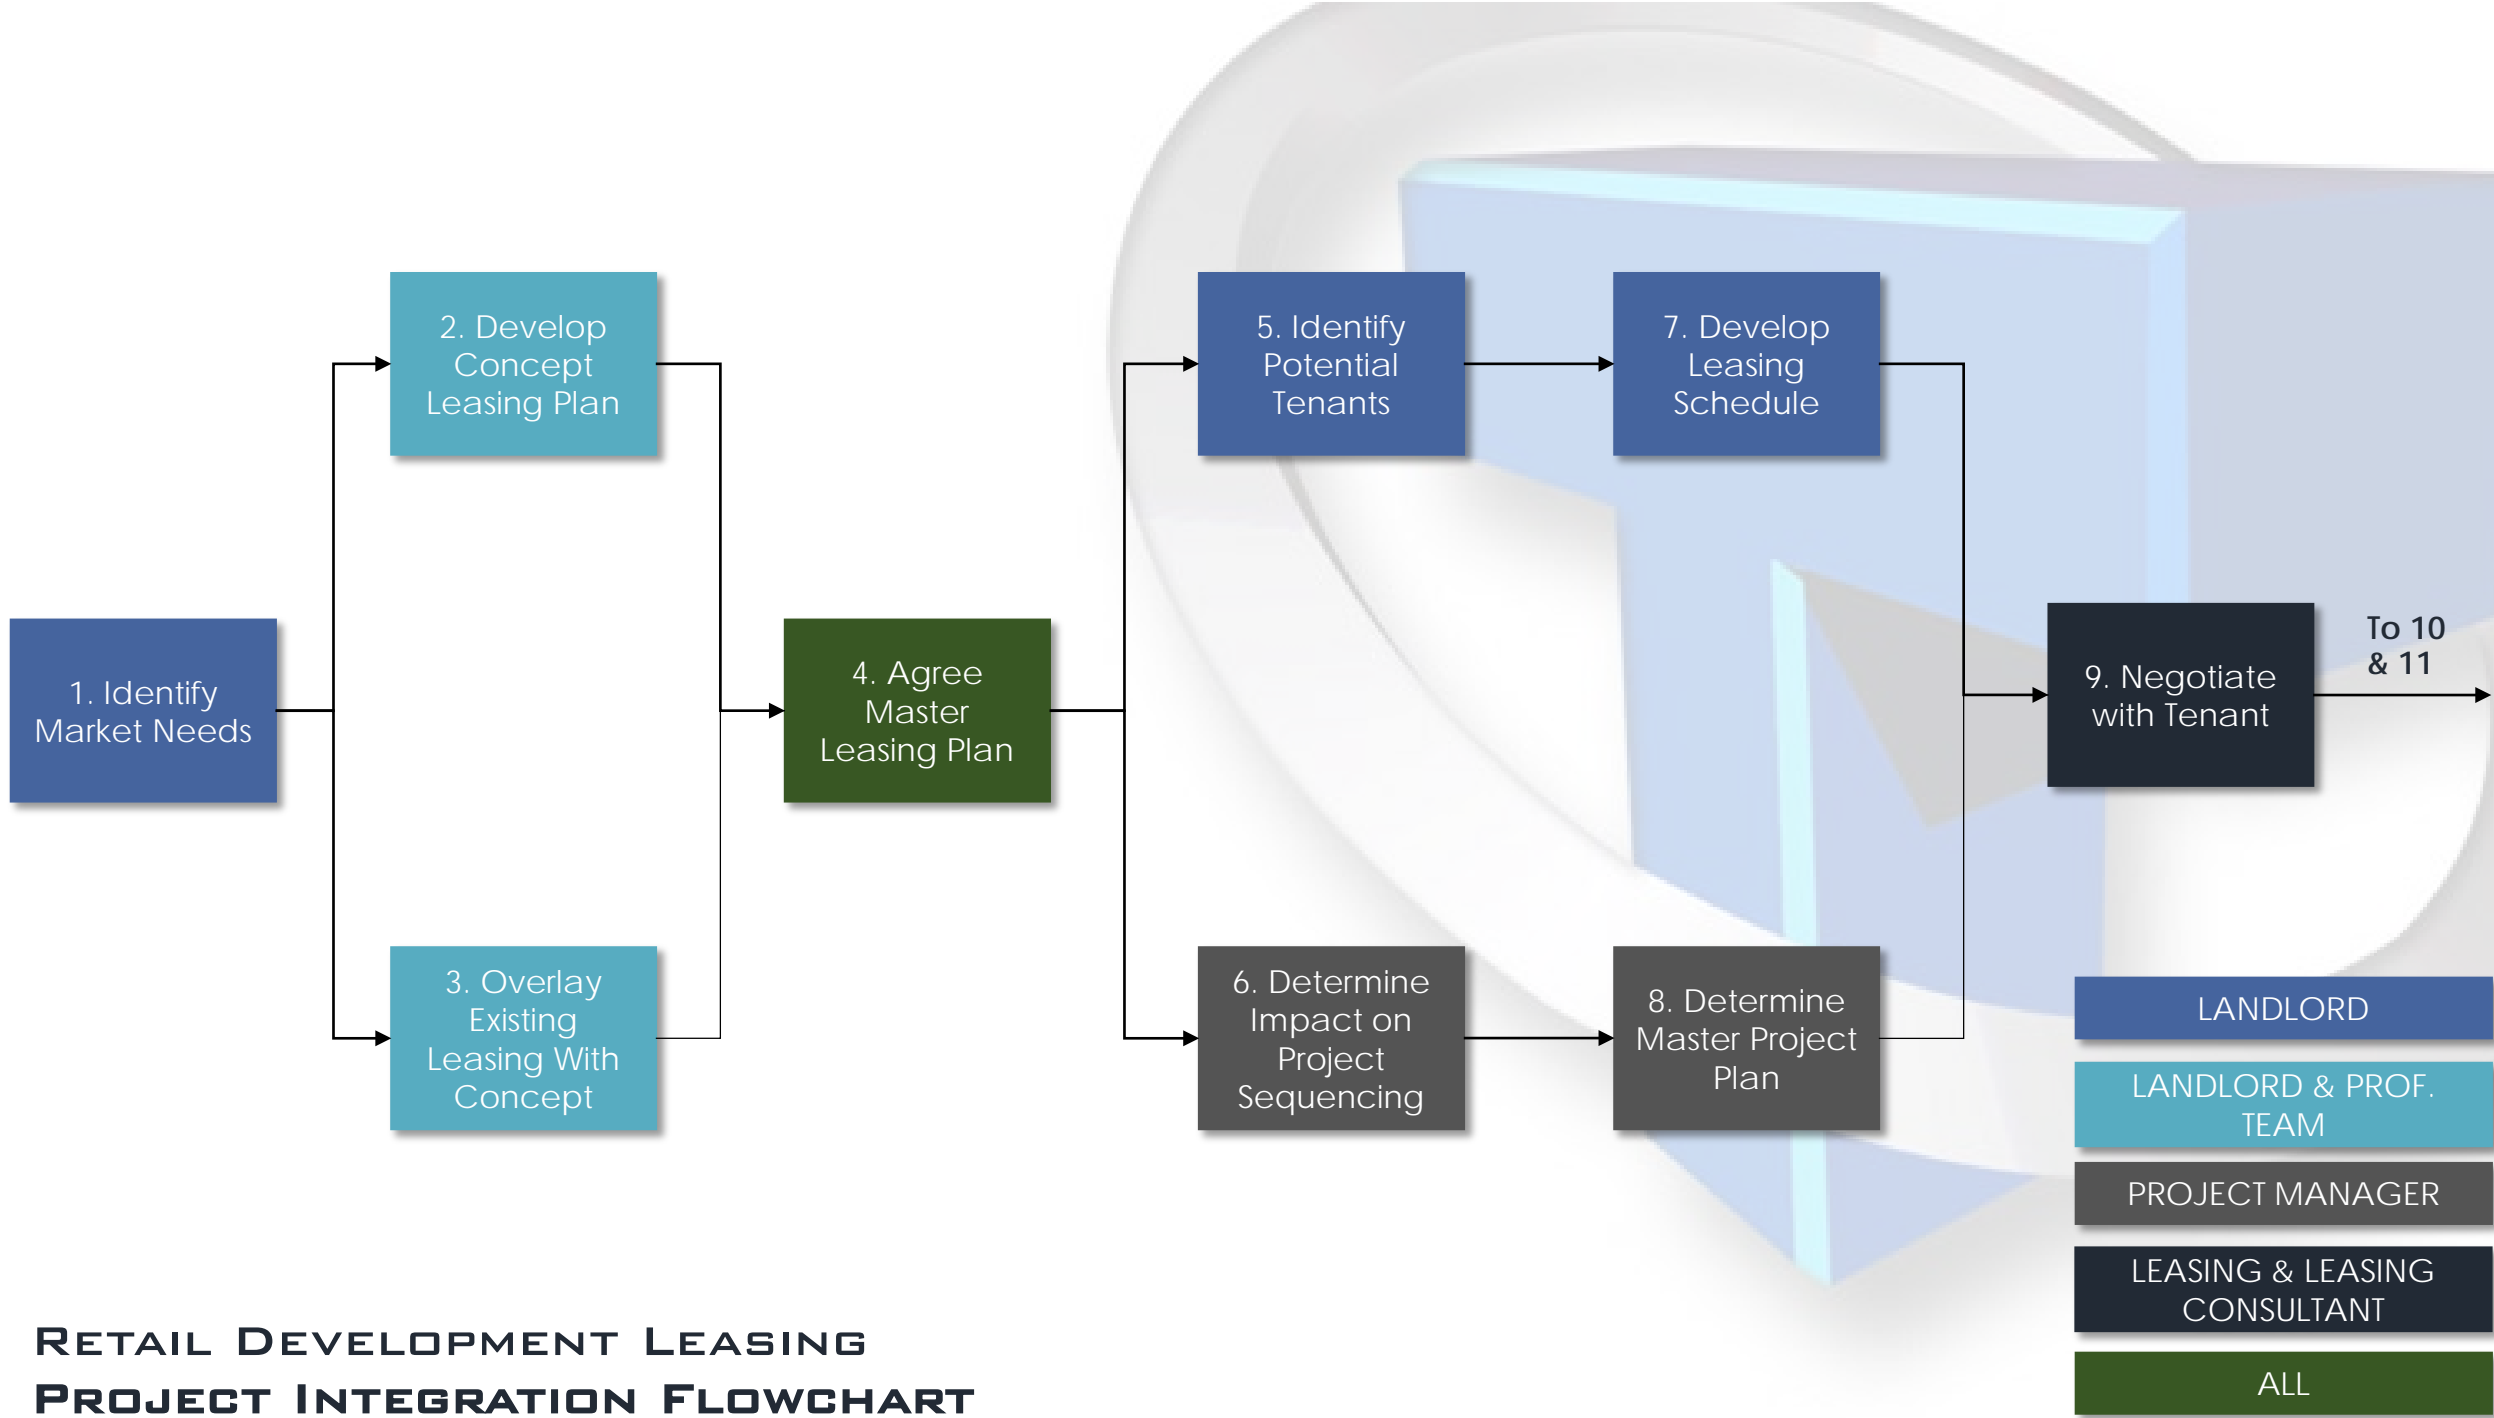 1. Identify
Market Needs
2. Develop
Concept
Leasing Plan
3. Overlay
Existing
Leasing With
Concept
4. Agree
Master
Leasing Plan
5. Identify
Potential
Tenants
6. Determine
Impact on
Project
Sequencing
7. Develop
Leasing
Schedule
8. Determine
Master Project
Plan
9. Negotiate
with Tenant
To 10
& 11
LANDLORD
LANDLORD & PROF.
TEAM
PROJECT MANAGER
LEASING & LEASING
CONSULTANT
ALL
Retail Development Leasing
Project Integration Flowchart